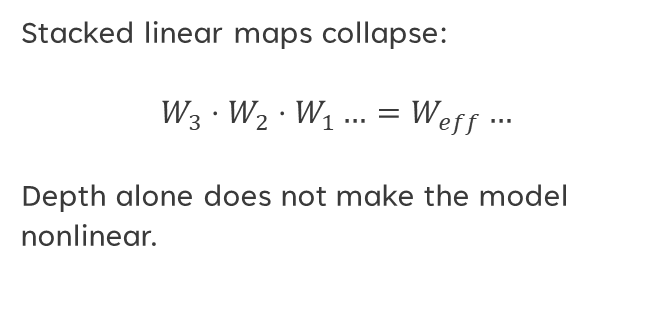 Stacked linear maps collapse:
W₃ · W₂ · W₁ ... = W_eff ...
Depth alone does not make the model
nonlinear.